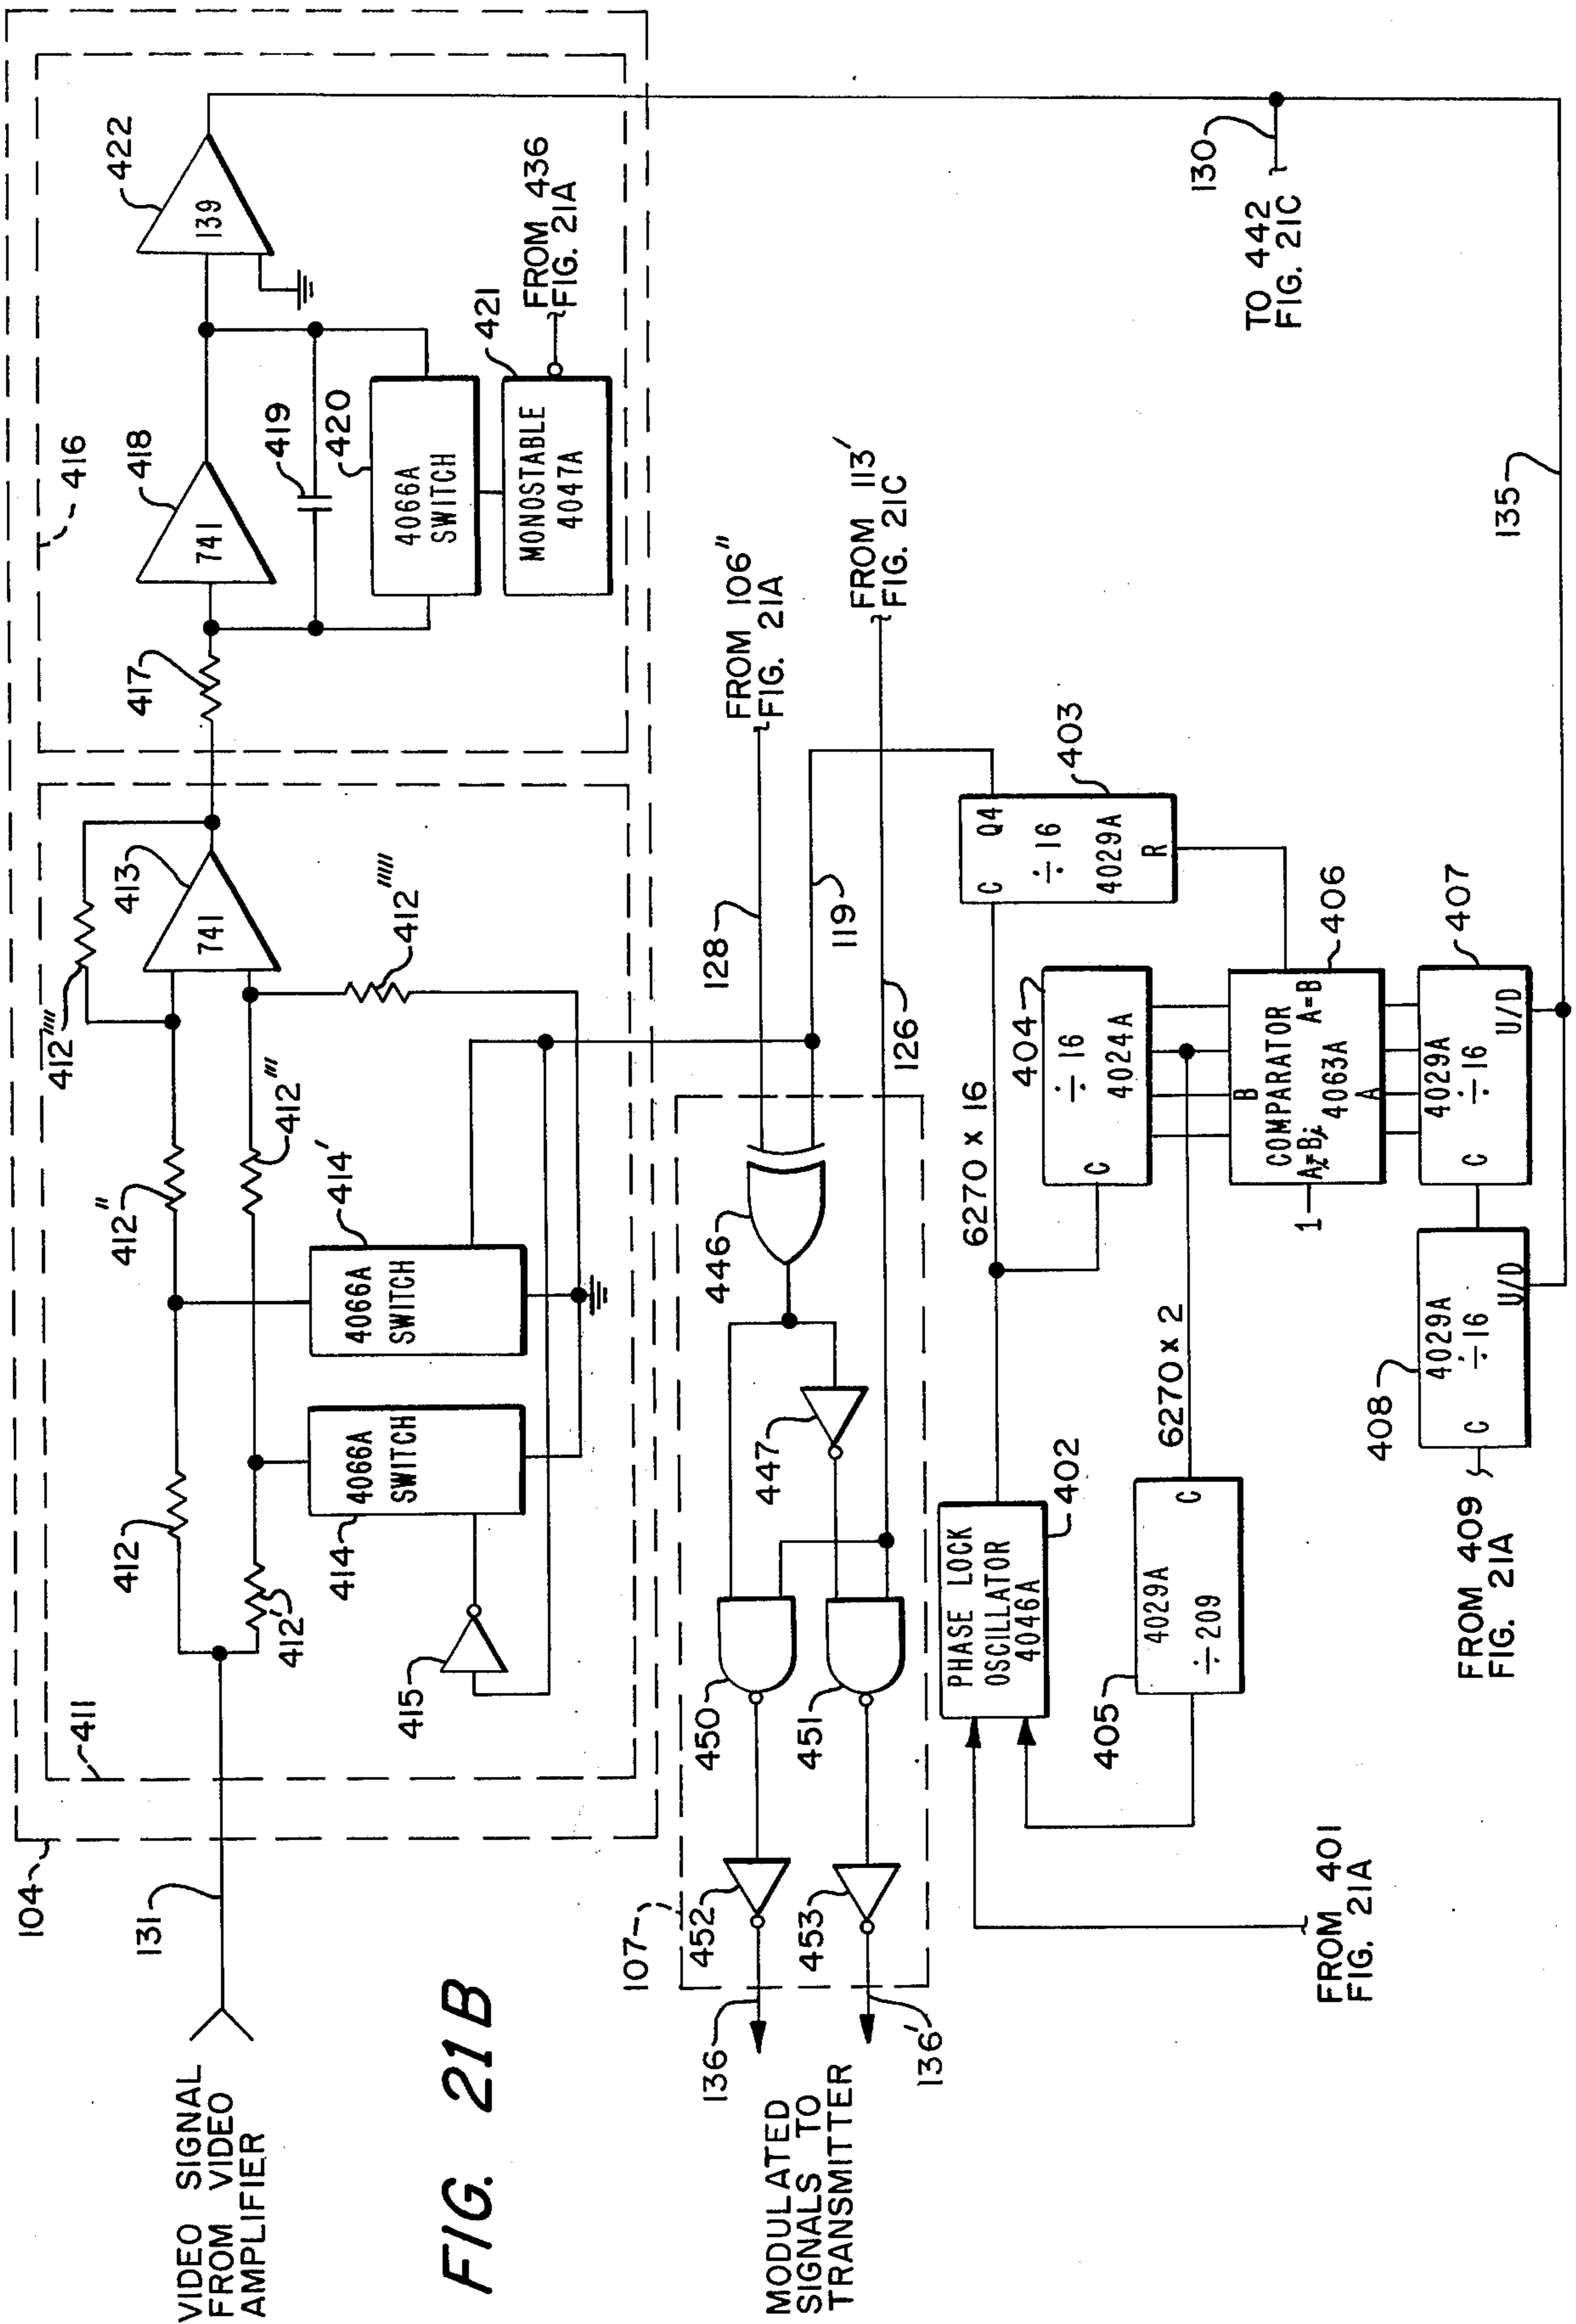 104
131
VIDEO SIGNAL
FROM VIDEO
AMPLIFIER
411
412
412'
412"
412'''
412''''
412'''''
413
741
414
4066A
SWITCH
414'
4066A
SWITCH
415
416
417
418
741
419
420
4066A
SWITCH
421
MONOSTABLE
4047A
FROM 436
FIG. 21A
422
139
FIG. 21B
107
128
FROM 106"
FIG. 21A
119
126
FROM 113'
FIG. 21C
446
447
450
451
452
453
136
136'
MODULATED
SIGNALS TO
TRANSMITTER
130
TO 442
FIG. 21C
135
402
PHASE LOCK
OSCILLATOR
4046A
6270 x 16
FROM 401
FIG. 21A
403
C Q4
÷16
4029A
R
404
÷16
C 4024A
405
4029A
÷209
C
6270 x 2
406
B
COMPARATOR
A=B
4063A
A
1
407
4029A
÷16
C U/D
408
4029A
÷16
C U/D
FROM 409
FIG. 21A